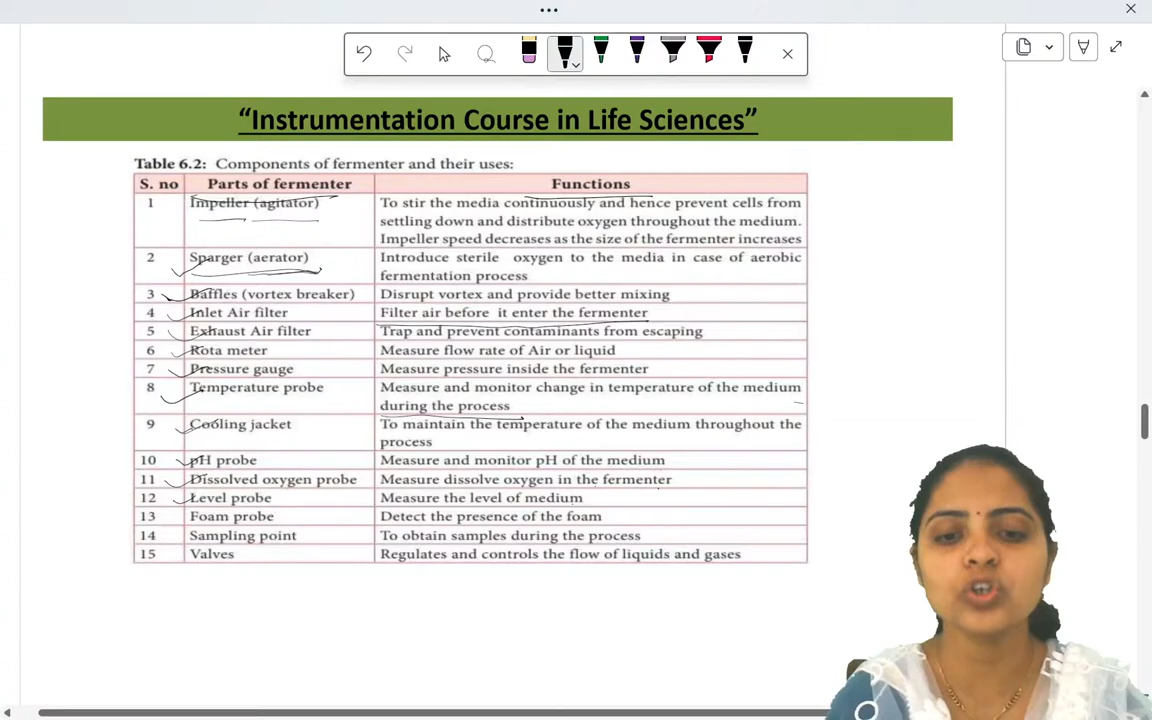 “Instrumentation Course in Life Sciences”
Table 6.2: Components of fermenter and their uses:
S. no Parts of fermenter Functions
1 Impeller (agitator) To stir the media continuously and hence prevent cells from
settling down and distribute oxygen throughout the medium.
Impeller speed decreases as the size of the fermenter increases
2 Sparger (aerator) Introduce sterile oxygen to the media in case of aerobic
fermentation process
3 Baffles (vortex breaker) Disrupt vortex and provide better mixing
4 Inlet Air filter Filter air before it enter the fermenter
5 Exhaust Air filter Trap and prevent contaminants from escaping
6 Rota meter Measure flow rate of Air or liquid
7 Pressure gauge Measure pressure inside the fermenter
8 Temperature probe Measure and monitor change in temperature of the medium
during the process
9 Cooling jacket To maintain the temperature of the medium throughout the
process
10 pH probe Measure and monitor pH of the medium
11 Dissolved oxygen probe Measure dissolve oxygen in the fermenter
12 Level probe Measure the level of medium
13 Foam probe Detect the presence of the foam
14 Sampling point To obtain samples during the process
15 Valves Regulates and controls the flow of liquids and gases